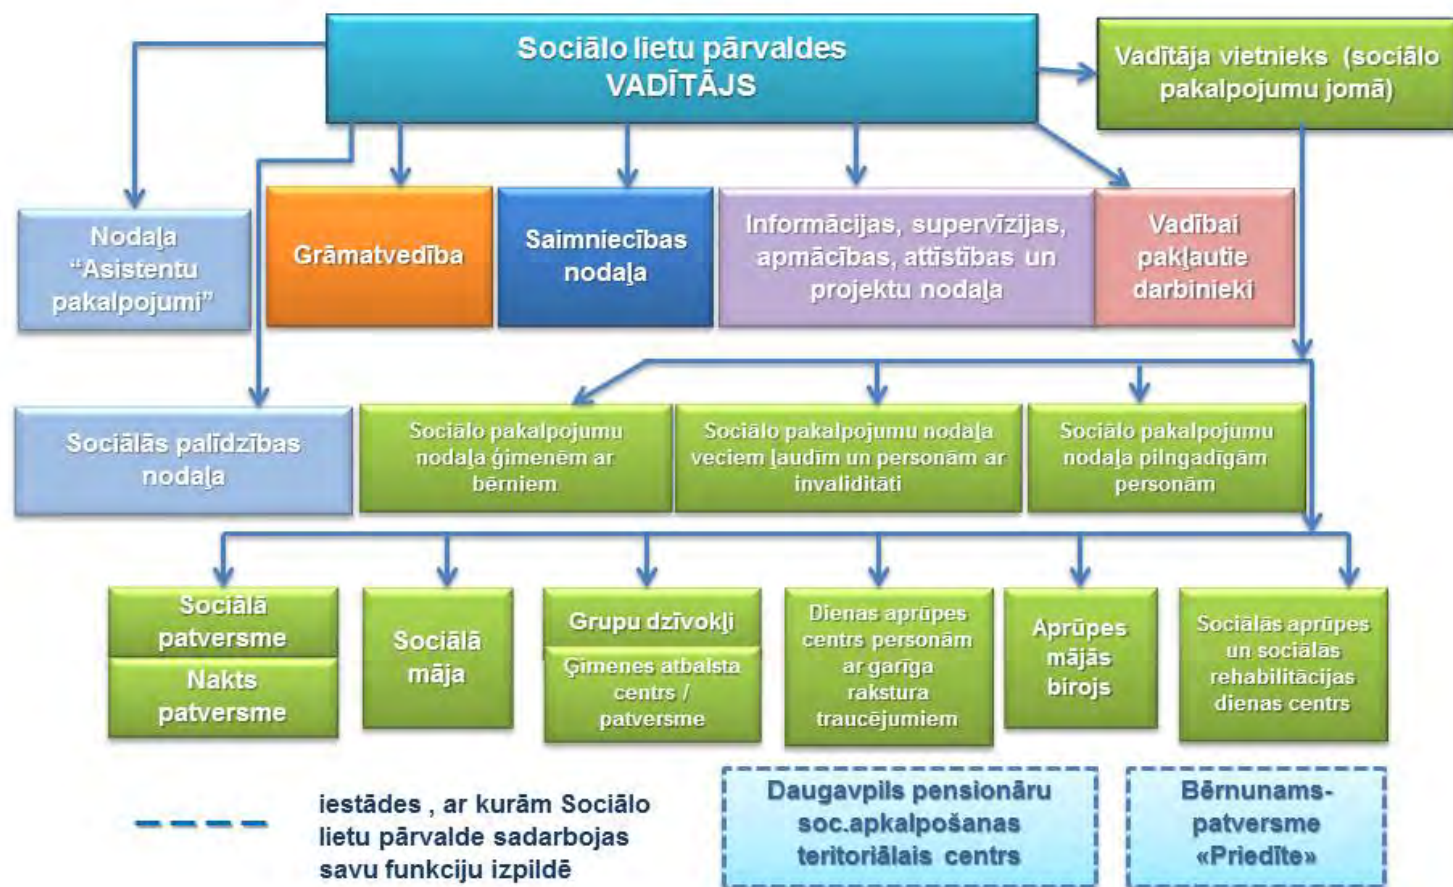 Sociālo lietu pārvaldes
VADĪTĀJS
Vadītāja vietnieks (sociālo
pakalpojumu jomā)
Nodaļa
“Asistentu
pakalpojumi”
Grāmatvedība
Saimniecības
nodaļa
Informācijas, supervīzijas,
apmācības, attīstības un
projektu nodaļa
Vadībai
pakļautie
darbinieki
Sociālās palīdzības
nodaļa
Sociālo pakalpojumu
nodaļa ģimenēm ar
bērniem
Sociālo pakalpojumu nodaļa
veciem ļaudīm un personām ar
invaliditāti
Sociālo pakalpojumu
nodaļa pilngadīgām
personām
Sociālā
patversme
Nakts
patversme
Sociālā
māja
Grupu dzīvokļi
Ģimenes atbalsta
centrs /
patversme
Dienas aprūpes
centrs personām
ar garīga
rakstura
traucējumiem
Aprūpes
mājās
birojs
Sociālās aprūpes
un sociālās
rehabilitācijas
dienas centrs
iestādes , ar kurām Sociālo
lietu pārvalde sadarbojas
savu funkciju izpildē
Daugavpils pensionāru
soc.apkalpošanas
teritoriālais centrs
Bērnunams-
patversme
«Priedīte»